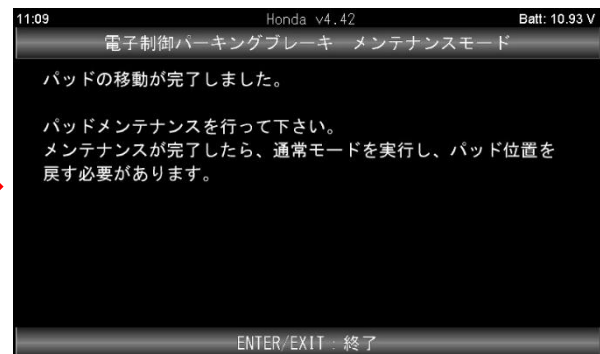 11:09 Honda v4.42 Batt: 10.93 V
電子制御パーキングブレーキ メンテナンスモード
パッドの移動が完了しました。
パッドメンテナンスを行って下さい。
メンテナンスが完了したら、通常モードを実行し、パッド位置を
戻す必要があります。
ENTER/EXIT : 終了